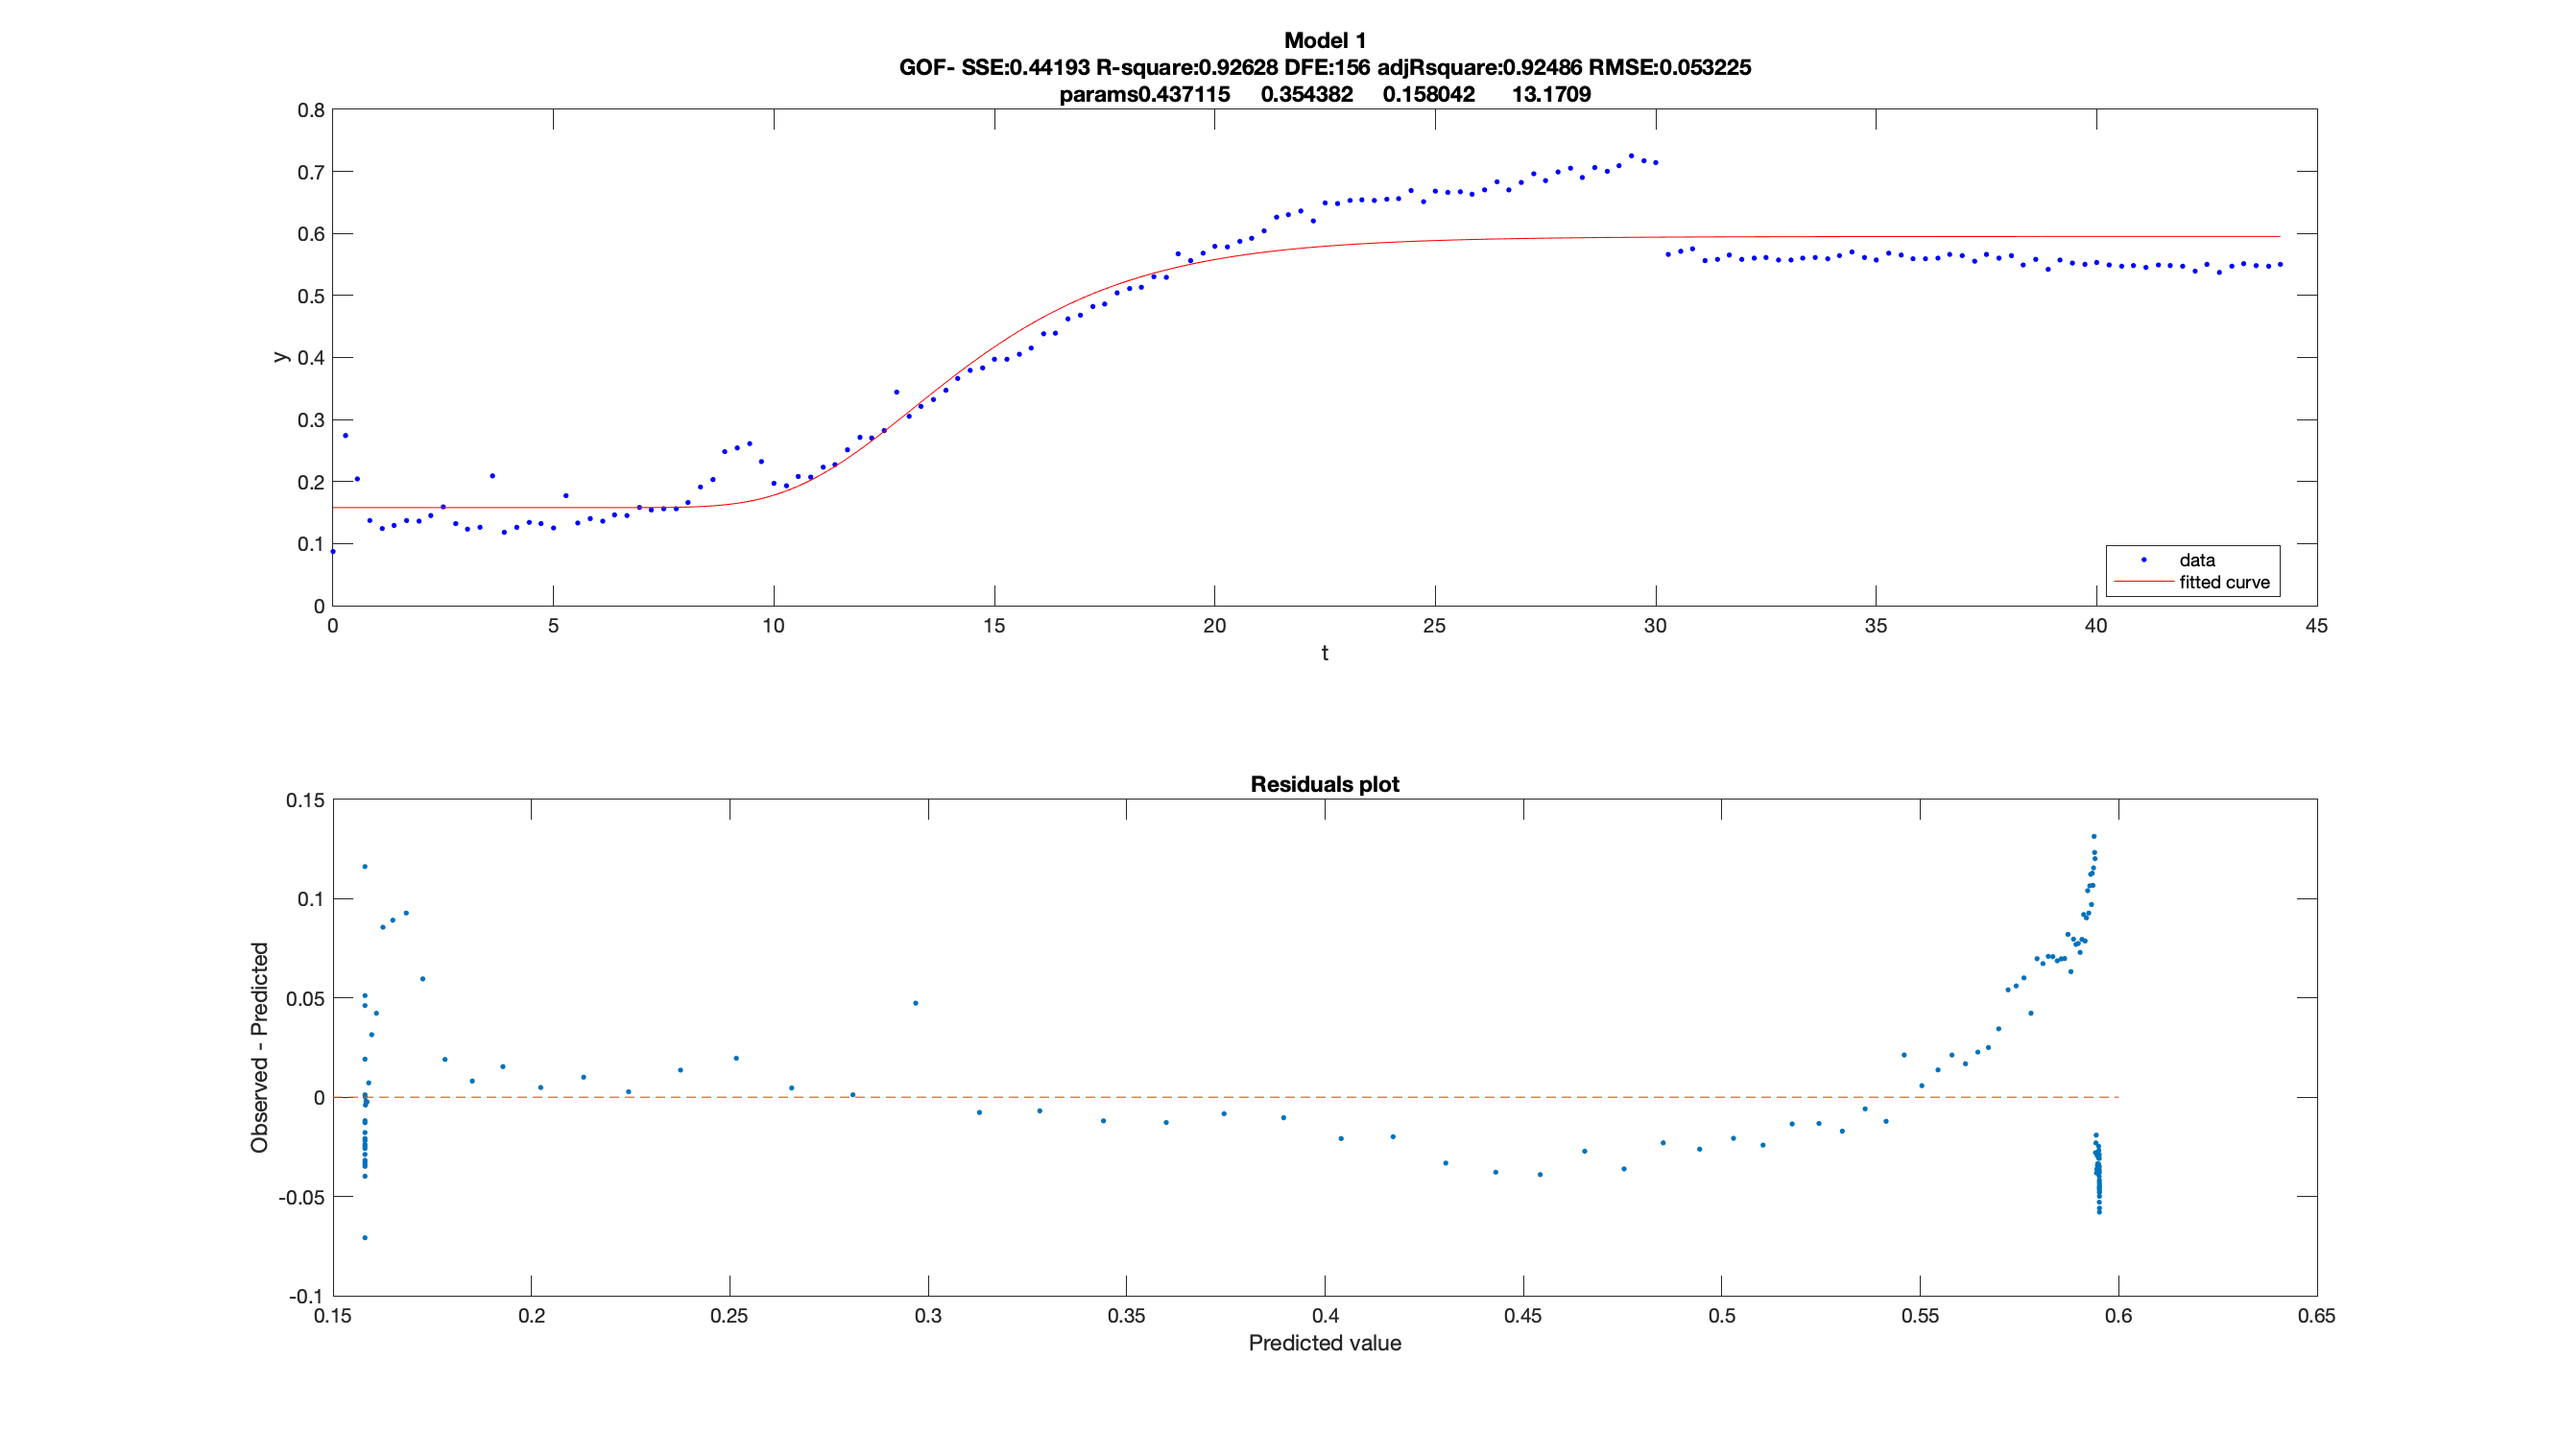 Model 1
GOF- SSE:0.44193 R-square:0.92628 DFE:156 adjRsquare:0.92486 RMSE:0.053225
params0.437115 0.354382 0.158042 13.1709
0.8
0.7
0.6
0.5
0.4
0.3
0.2
0.1
0
y
0 5 10 15 20 25 30 35 40 45
t
data
fitted curve
Residuals plot
0.15
0.1
0.05
0
-0.05
-0.1
Observed - Predicted
0.15 0.2 0.25 0.3 0.35 0.4 0.45 0.5 0.55 0.6 0.65
Predicted value